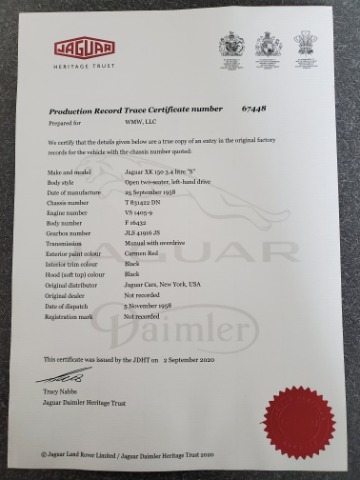 JAGUAR
HERITAGE TRUST
Production Record Trace Certificate number 67448
Prepared for WMW, LLC
We certify that the details given below are a true copy of an entry in the original factory
records for the vehicle with the chassis number quoted:
Make and model Jaguar XK 150 3.4 litre "S"
Body style Open two-seater, left-hand drive
Date of manufacture 25 September 1958
Chassis number T 831422 DN
Engine number VS 1405-9
Body number F 16432
Gearbox number JLS 41916 JS
Transmission Manual with overdrive
Exterior paint colour Carmen Red
Interior trim colour Black
Hood (soft top) colour Black
Original distributor Jaguar Cars, New York, USA
Original dealer Not recorded
Date of dispatch 5 November 1958
Registration mark Not recorded
JAGUAR
Daimler
This certificate was issued by the JDHT on 2 September 2020
Tracy Nabbs
Jaguar Daimler Heritage Trust
© Jaguar Land Rover Limited / Jaguar Daimler Heritage Trust 2020